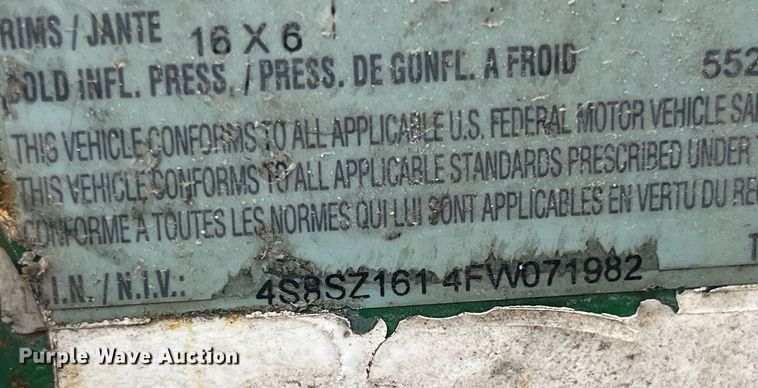 RIMS / JANTE 16 X 6
COLD INFL. PRESS. / PRESS. DE GONFL. A FROID 552
THIS VEHICLE CONFORMS TO ALL APPLICABLE U.S. FEDERAL MOTOR VEHICLE SA
THIS VEHICLE CONFORMS TO ALL APPLICABLE STANDARDS PRESCRIBED UNDER T
CONFORME A TOUTES LES NORMES QUI LUI SONT APPLICABLES EN VERTU DU RE
.I.N. / N.I.V.: 4S8SZ161 4FW071982 T
Purple Wave Auction